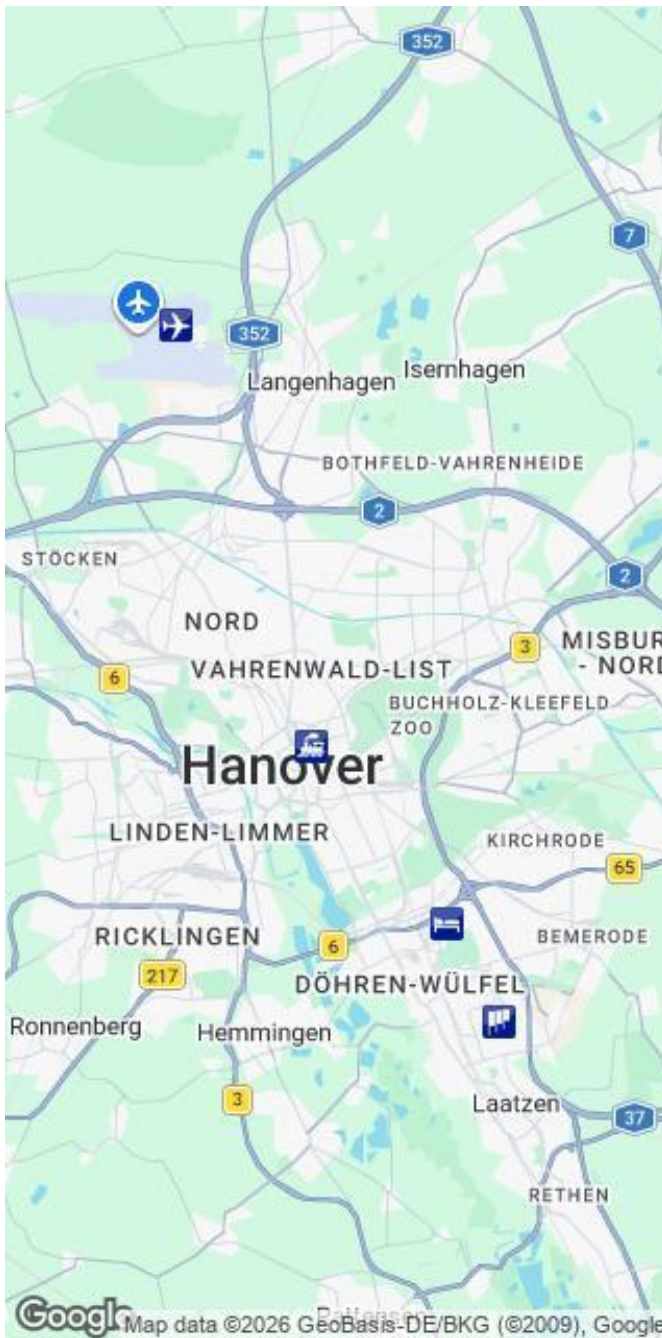 352
7
352
Langenhagen
Isernhagen
BOTHFELD-VAHRENHEIDE
2
STÖCKEN
2
NORD
3
MISBUR
- NORD
VAHRENWALD-LIST
6
BUCHHOLZ-KLEEFELD
ZOO
Hanover
LINDEN-LIMMER
KIRCHRODE
65
RICKLINGEN
6
BEMERODE
217
DÖHREN-WÜLFEL
Ronnenberg
Hemmingen
3
Laatzen
37
RETHEN
Google
Map data ©2026 GeoBasis-DE/BKG (©2009), Google